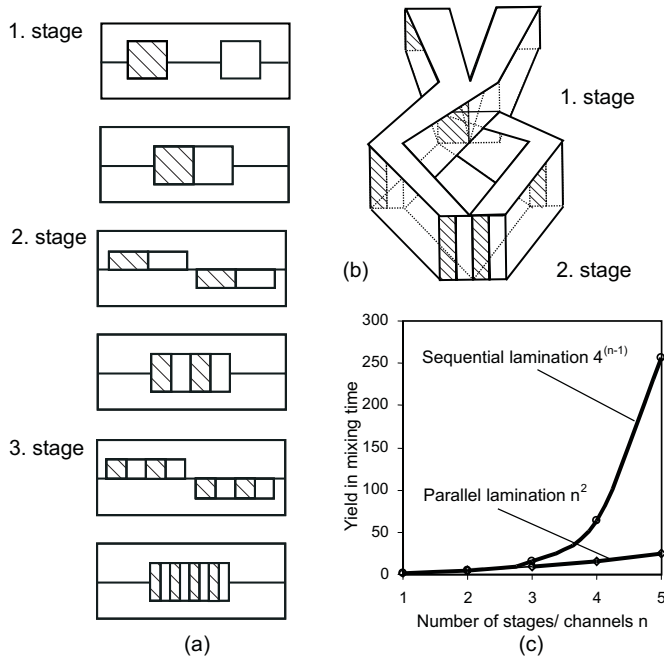 1. stage
2. stage
3. stage
(a)
1. stage
2. stage
(b)
300
250
200
150
100
50
0
Yield in mixing time
Sequential lamination 4^(n-1)
Parallel lamination n^2
1 2 3 4 5
Number of stages/ channels n
(c)